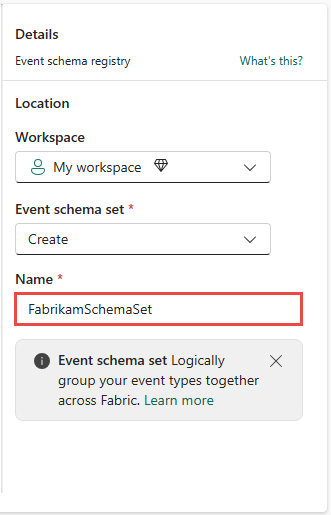 Details
Event schema registry What's this?
Location
Workspace
My workspace
Event schema set *
Create
Name *
FabrikamSchemaSet
Event schema set Logically
group your event types together
across Fabric. Learn more